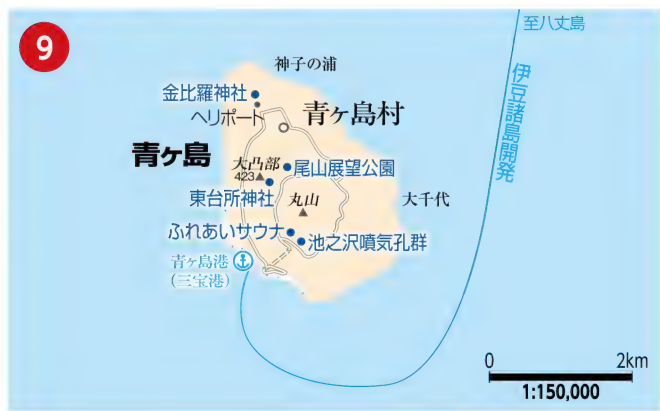 9
至八丈島
伊豆諸島開発
神子の浦
金比羅神社
ヘリポート
青ヶ島村
青ヶ島
大凸部
423
尾山展望公園
東台所神社
丸山
大千代
ふれあいサウナ
池之沢噴気孔群
青ヶ島港
(三宝港)
0 2km
1:150,000